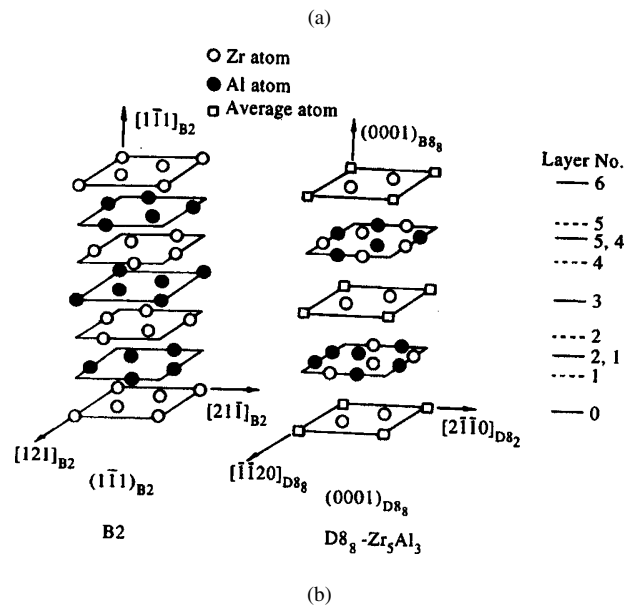 (a)
Zr atom
Al atom
Average atom
[11̄1]B2
(0001)B8₈
Layer No.
6
5
5, 4
4
3
2
2, 1
1
0
[211̄]B2
[121]B2
(11̄1)B2
B2
[21̄1̄0]D8₂
[1̄1̄20]D8₈
(0001)D8₈
D8₈ -Zr₅Al₃
(b)